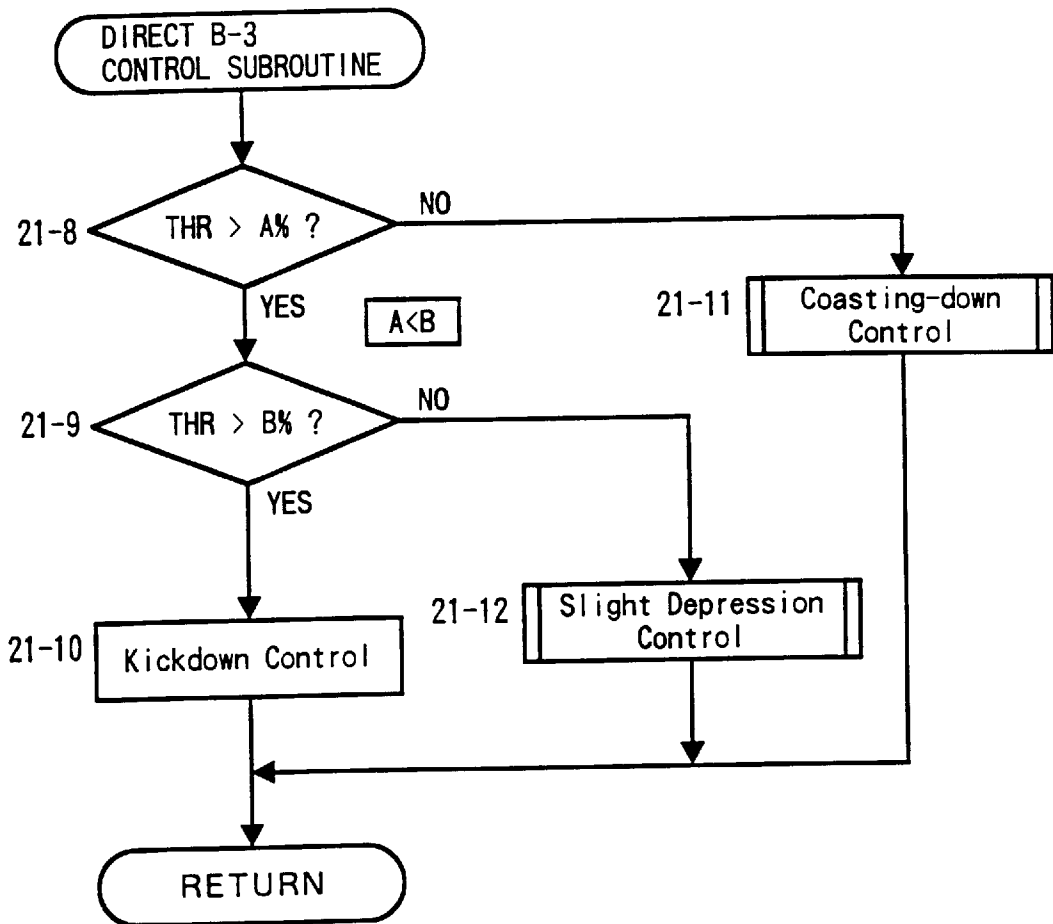 DIRECT B-3
CONTROL SUBROUTINE
21-8
THR > A% ?
NO
YES
A<B
21-11
Coasting-down
Control
21-9
THR > B% ?
NO
YES
21-12
Slight Depression
Control
21-10
Kickdown Control
RETURN